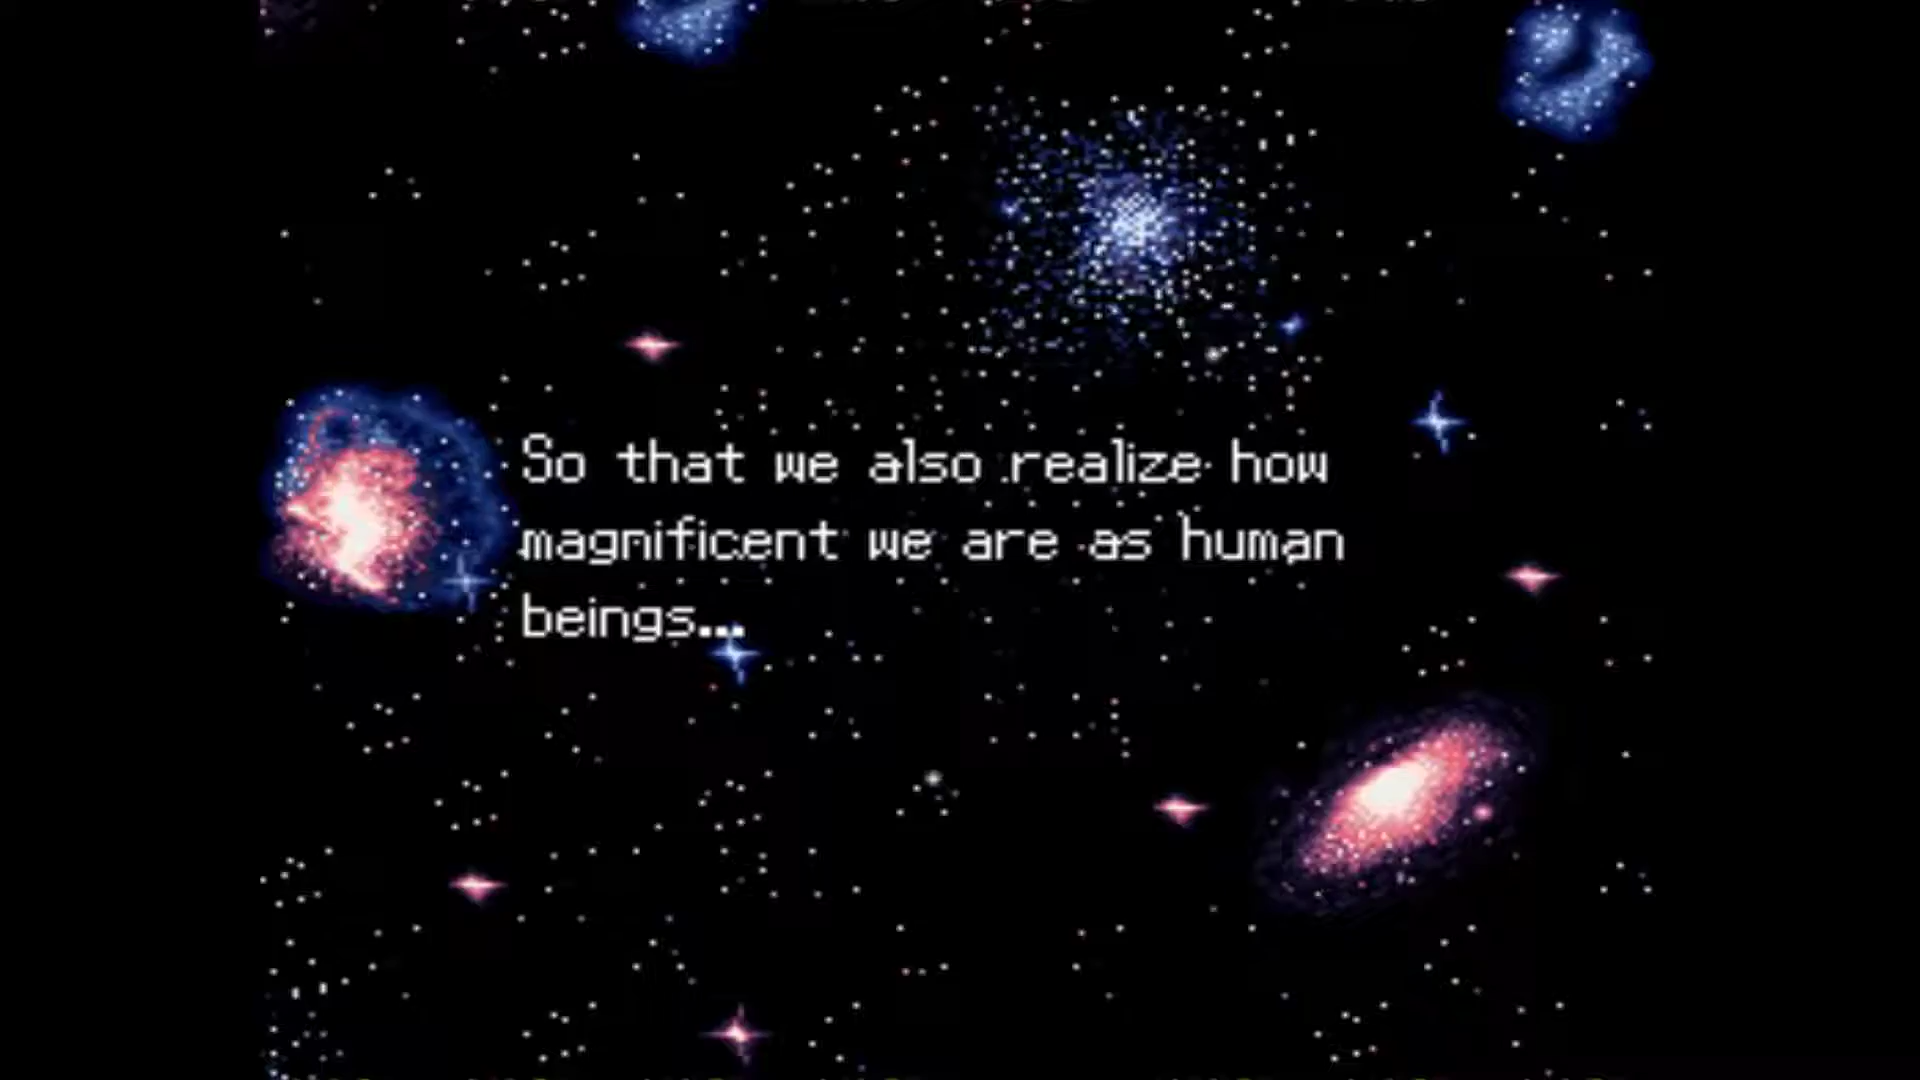 So that we also realize how
magnificent we are as human
beings...